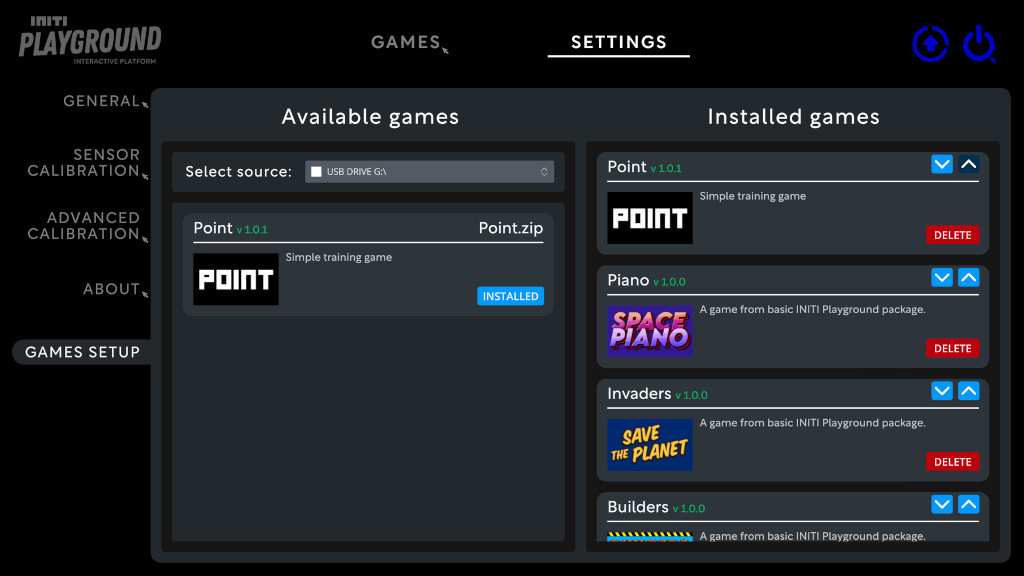 INITI
PLAYGROUND
INTERACTIVE PLATFORM
GAMES
SETTINGS
GENERAL
SENSOR
CALIBRATION
ADVANCED
CALIBRATION
ABOUT
GAMES SETUP
Available games
Select source:
USB DRIVE G:\
Point v 1.0.1
Point.zip
POINT
Simple training game
INSTALLED
Installed games
Point v 1.0.1
POINT
Simple training game
DELETE
Piano v 1.0.0
SPACE
PIANO
A game from basic INITI Playground package.
DELETE
Invaders v 1.0.0
SAVE
THE PLANET
A game from basic INITI Playground package.
DELETE
Builders v 1.0.0
A game from basic INITI Playground package.